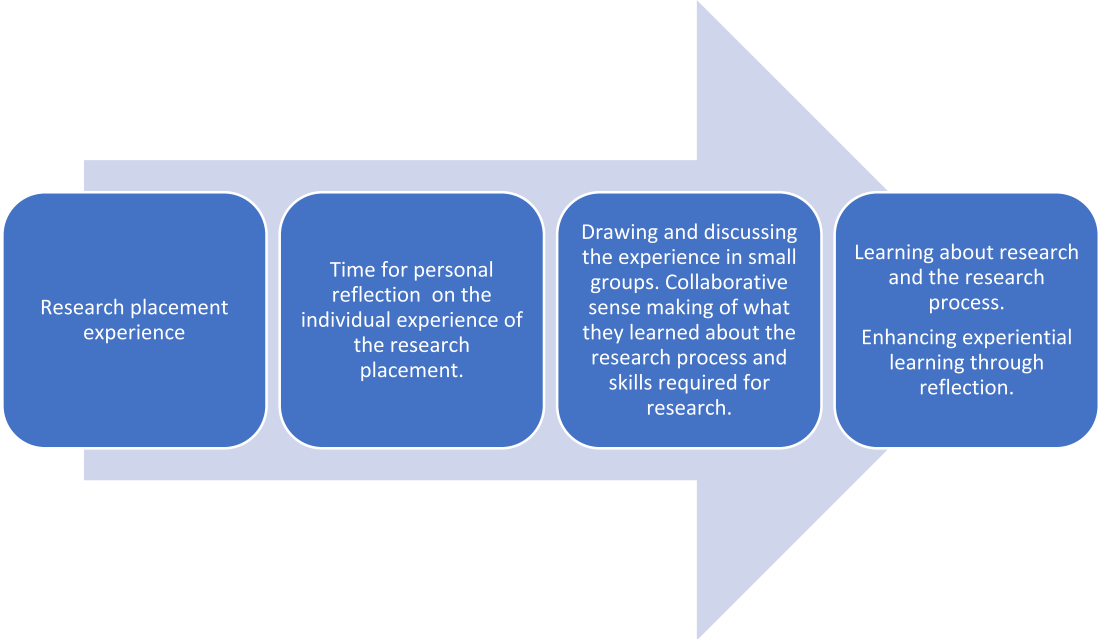 Research placement
experience
Time for personal
reflection  on the
individual experience of
the research
placement.
Drawing and discussing
the experience in small
groups. Collaborative
sense making of what
they learned about the
research process and
skills required for
research.
Learning about research
and the research
process.
Enhancing experiential
learning through
reflection.